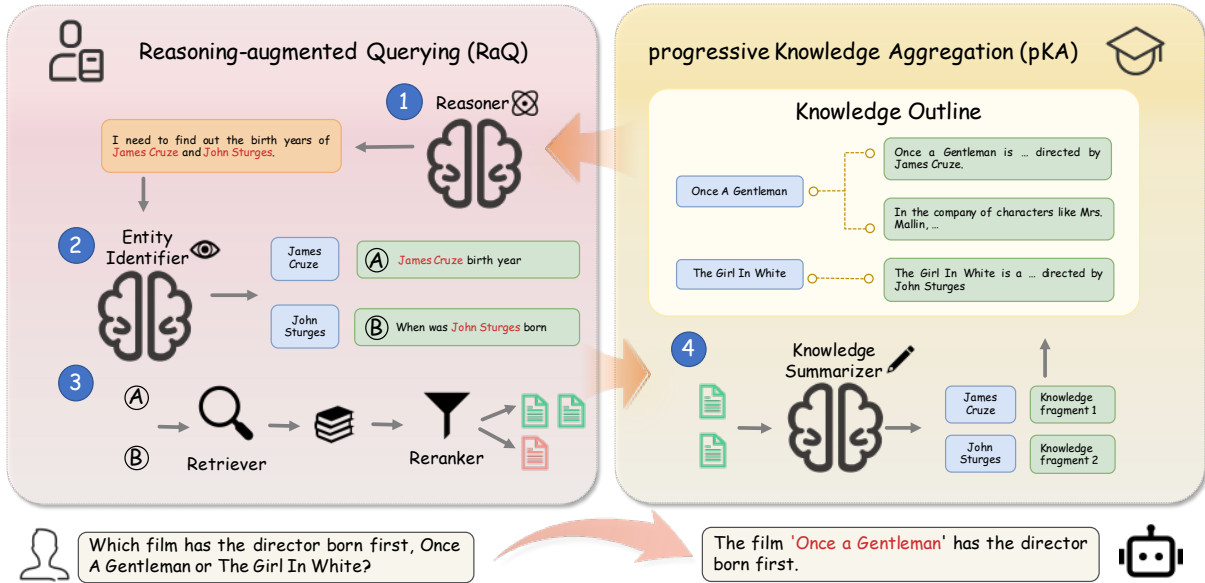 Reasoning-augmented Querying (RaQ)
1
Reasoner
I need to find out the birth years of
James Cruze and John Sturges.
2
Entity
Identifier
James
Cruze
A
James Cruze birth year
John
Sturges
B
When was John Sturges born
3
A
B
Retriever
Reranker
progressive Knowledge Aggregation (pKA)
Knowledge Outline
Once A Gentleman
Once a Gentleman is ... directed by
James Cruze.
In the company of characters like Mrs.
Mallin, ...
The Girl In White
The Girl In White is a ... directed by
John Sturges
4
Knowledge
Summarizer
James
Cruze
Knowledge
fragment 1
John
Sturges
Knowledge
fragment 2
Which film has the director born first, Once
A Gentleman or The Girl In White?
The film 'Once a Gentleman' has the director
born first.